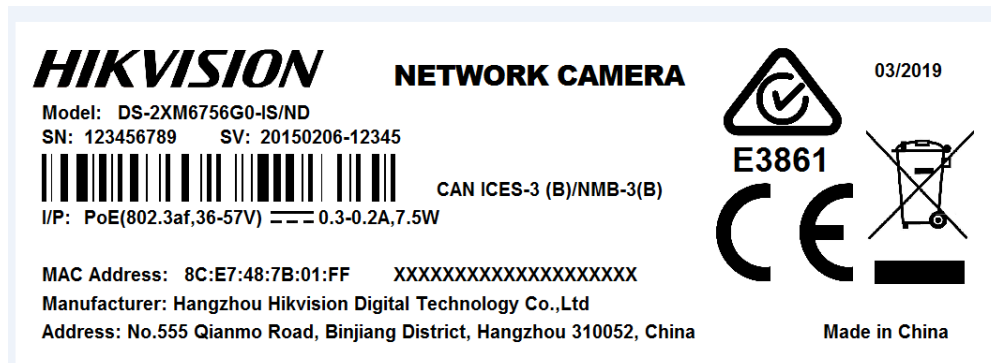 HIKVISION
NETWORK CAMERA
03/2019
Model: DS-2XM6756G0-IS/ND
SN: 123456789 SV: 20150206-12345
E3861
CAN ICES-3 (B)/NMB-3(B)
I/P: PoE(802.3af,36-57V) 0.3-0.2A,7.5W
CE
MAC Address: 8C:E7:48:7B:01:FF XXXXXXXXXXXXXXXXXXXX
Manufacturer: Hangzhou Hikvision Digital Technology Co.,Ltd
Address: No.555 Qianmo Road, Binjiang District, Hangzhou 310052, China
Made in China